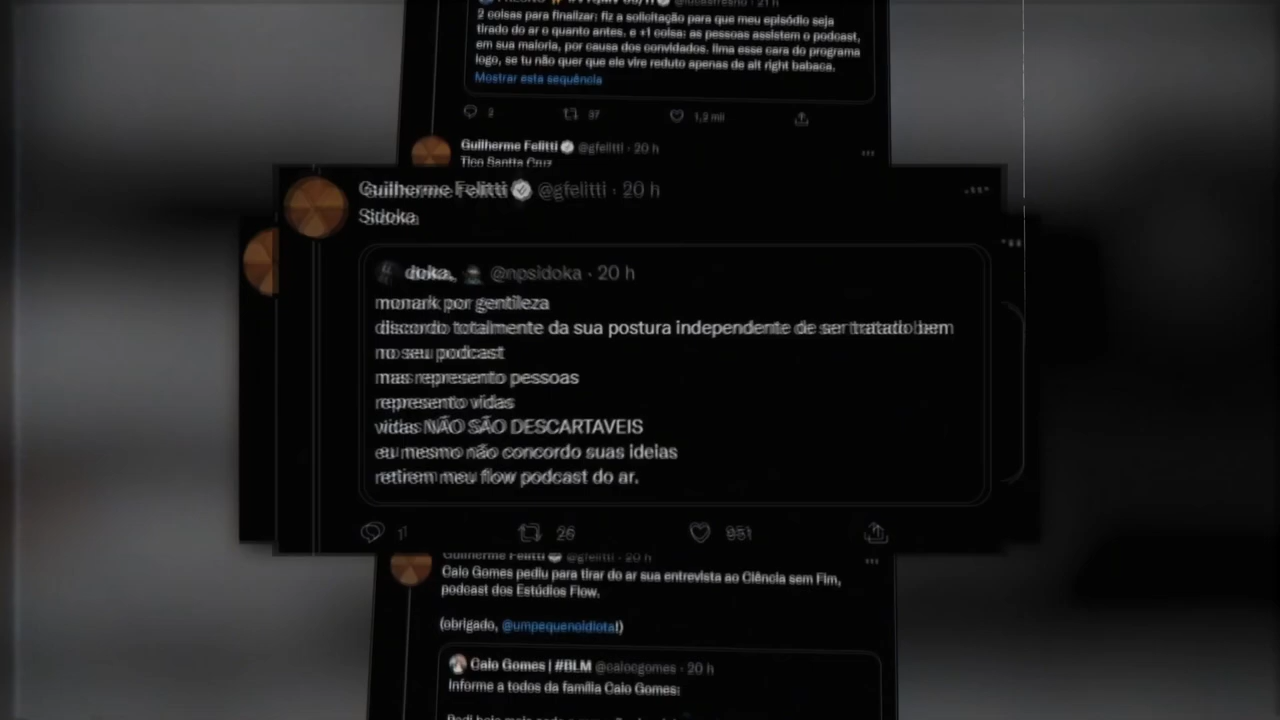 2 coisas para finalizar: fiz a solicitação para que meu episódio seja
tirado do ar o quanto antes. e +1 coisa: as pessoas assistem o podcast,
em sua maioria, por causa dos convidados. lima esse cara do programa
logo, se tu não quer que ele vire reduto apenas de alt right babaca.
Mostrar esta sequência
2 37 1,2 mil
Guilherme Felitti @gfelitti · 20 h
Tico Santta Cruz
Guilherme Felitti @gfelitti · 20 h
Sidoka
doka, @npsidoka · 20 h
monark por gentileza
discordo totalmente da sua postura independente de ser tratado bem
no seu podcast
mas represento pessoas
represento vidas
vidas NÃO SÃO DESCARTAVEIS
eu mesmo não concordo suas ideias
retirem meu flow podcast do ar.
11 26 951
Guilherme Felitti @gfelitti · 20 h
Caio Gomes pediu para tirar do ar sua entrevista ao Ciência sem Fim,
podcast dos Estúdios Flow.
(obrigado, @umpequenoidiota!)
Caio Gomes | #BLM @caiocgomes · 20 h
Informe a todos da família Caio Gomes: